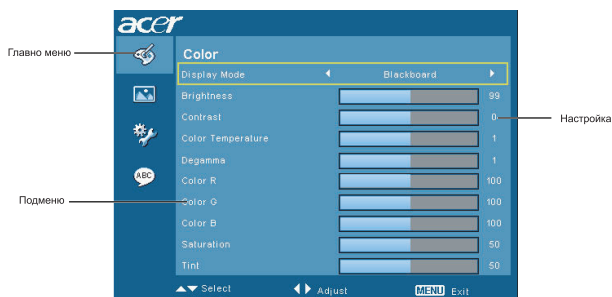 acer
Главно меню
Color
Display Mode Blackboard
Brightness 99
Contrast 0
Настройка
Color Temperature 1
Degamma 1
ABC
Color R 100
Подменю
Color G 100
Color B 100
Saturation 50
Tint 50
Select Adjust MENU Exit